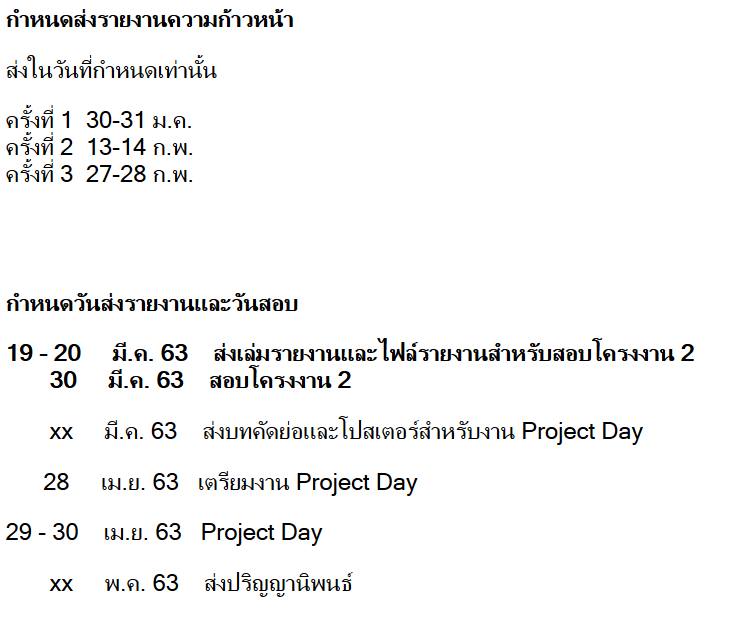 กำหนดส่งรายงานความก้าวหน้า
ส่งในวันที่กำหนดเท่านั้น
ครั้งที่ 1 30-31 ม.ค.
ครั้งที่ 2 13-14 ก.พ.
ครั้งที่ 3 27-28 ก.พ.
กำหนดวันส่งรายงานและวันสอบ
19 - 20 มี.ค. 63 ส่งเล่มรายงานและไฟล์รายงานสำหรับสอบโครงงาน 2
30 มี.ค. 63 สอบโครงงาน 2
xx มี.ค. 63 ส่งบทคัดย่อและโปสเตอร์สำหรับงาน Project Day
28 เม.ย. 63 เตรียมงาน Project Day
29 - 30 เม.ย. 63 Project Day
xx พ.ค. 63 ส่งปริญญานิพนธ์